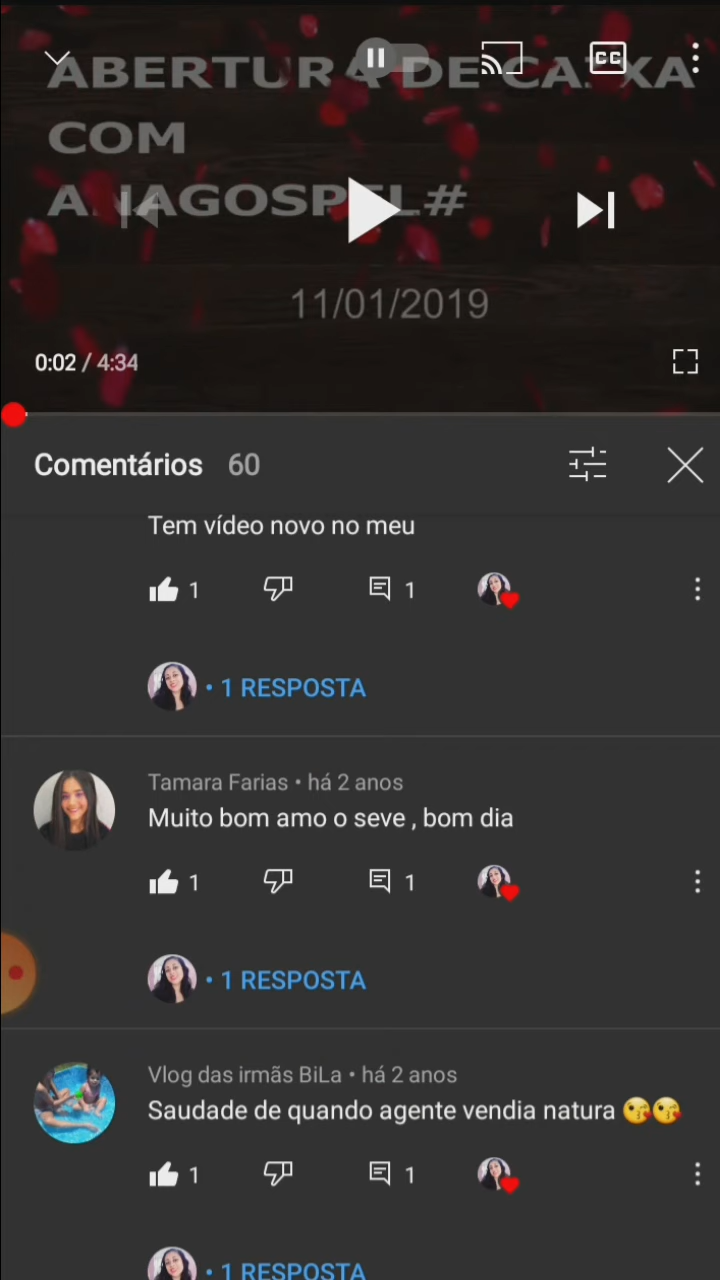 ABERTURA DE CAIXA
CC
COM
ANAGOSPEL#
11/01/2019
0:02 / 4:34
Comentários 60
Tem vídeo novo no meu
1 1
• 1 RESPOSTA
Tamara Farias • há 2 anos
Muito bom amo o seve , bom dia
1 1
• 1 RESPOSTA
Vlog das irmãs BiLa • há 2 anos
Saudade de quando agente vendia natura 😘😘
1 1
• 1 RESPOSTA